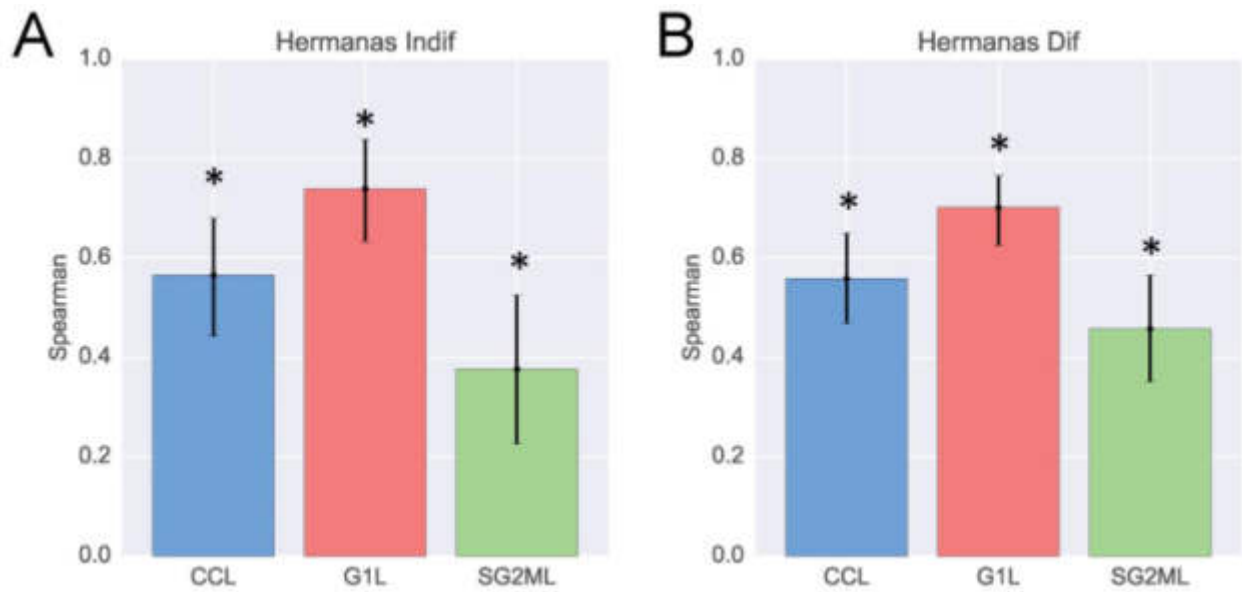 A
Hermanas Indif
1.0
0.8
0.6
0.4
0.2
0.0
Spearman
*
*
*
CCL
G1L
SG2ML
B
Hermanas Dif
1.0
0.8
0.6
0.4
0.2
0.0
Spearman
*
*
*
CCL
G1L
SG2ML